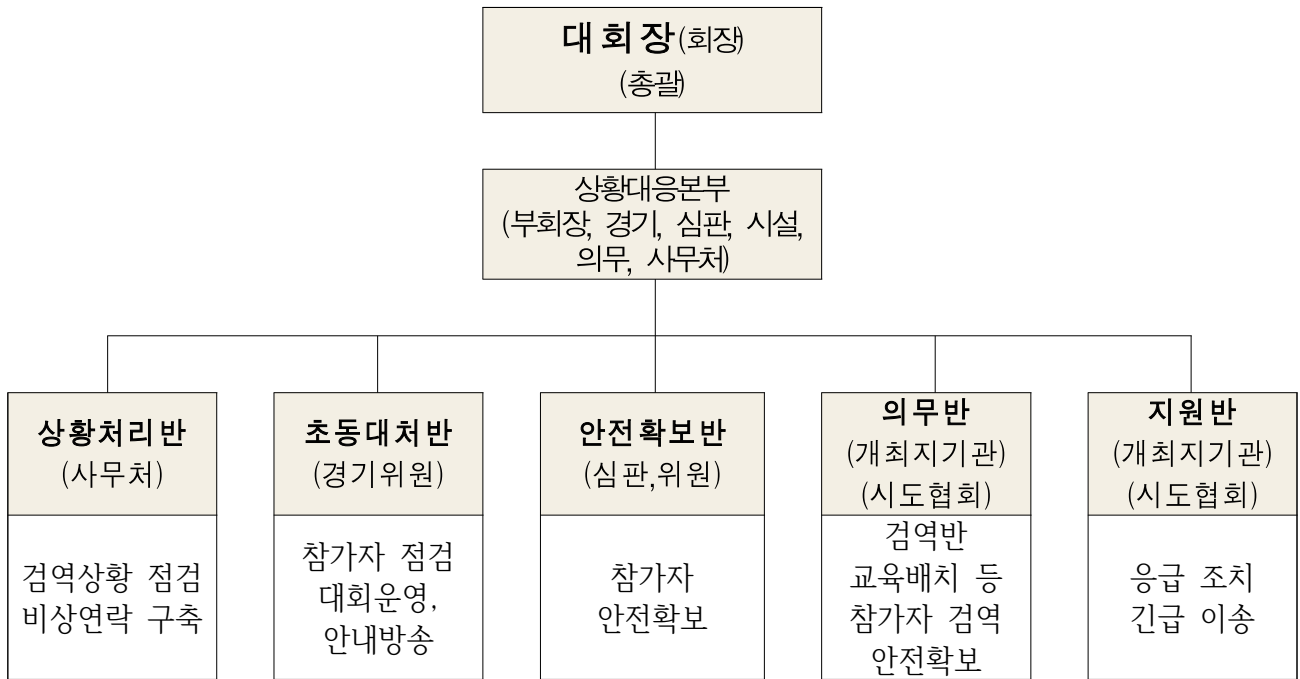 대회장(회장)
(총괄)
상황대응본부
(부회장, 경기, 심판, 시설,
의무, 사무처)
상황처리반
(사무처)
검역상황 점검
비상연락 구축
초동대처반
(경기위원)
참가자 점검
대회운영,
안내방송
안전확보반
(심판,위원)
참가자
안전확보
의무반
(개최지기관)
(시도협회)
검역반
교육배치 등
참가자 검역
안전확보
지원반
(개최지기관)
(시도협회)
응급 조치
긴급 이송